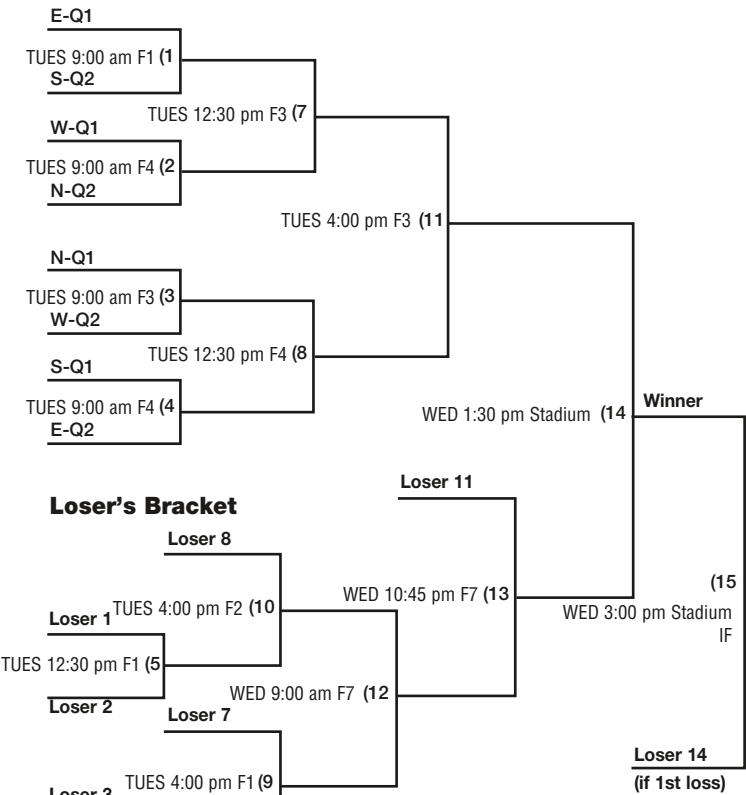 E-Q1
TUES 9:00 am F1 (1
S-Q2
TUES 12:30 pm F3 (7
W-Q1
TUES 9:00 am F4 (2
N-Q2
TUES 4:00 pm F3 (11
N-Q1
TUES 9:00 am F3 (3
W-Q2
TUES 12:30 pm F4 (8
S-Q1
TUES 9:00 am F4 (4
E-Q2
WED 1:30 pm Stadium (14
Winner
Loser's Bracket
Loser 11
Loser 8
WED 10:45 pm F7 (13
(15
WED 3:00 pm Stadium
IF
TUES 4:00 pm F2 (10
Loser 1
TUES 12:30 pm F1 (5
Loser 2
WED 9:00 am F7 (12
Loser 7
TUES 4:00 pm F1 (9
Loser 3
Loser 14
(if 1st loss)